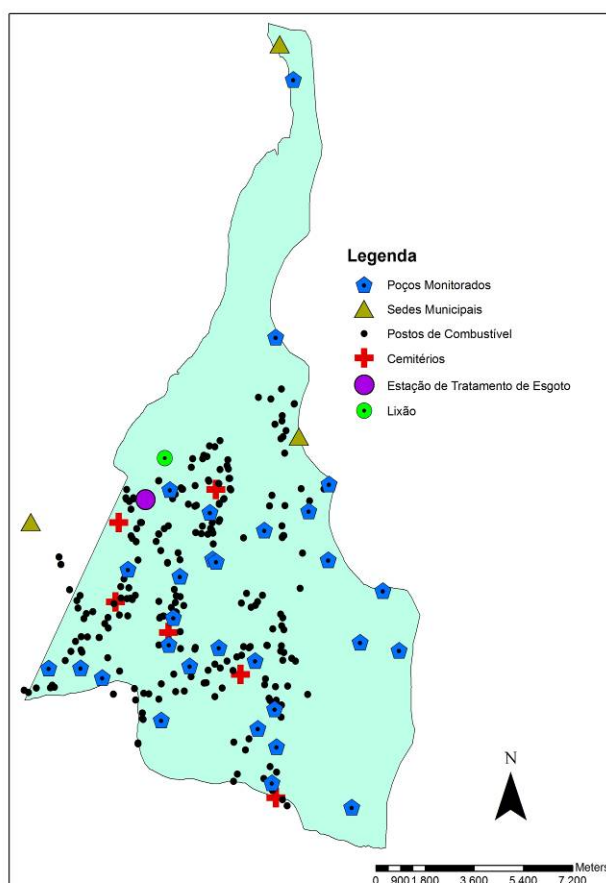 Legenda
Poços Monitorados
Sedes Municipais
Postos de Combustível
Cemitérios
Estação de Tratamento de Esgoto
Lixão
N
Meters
0 900 1.800 3.600 5.400 7.200